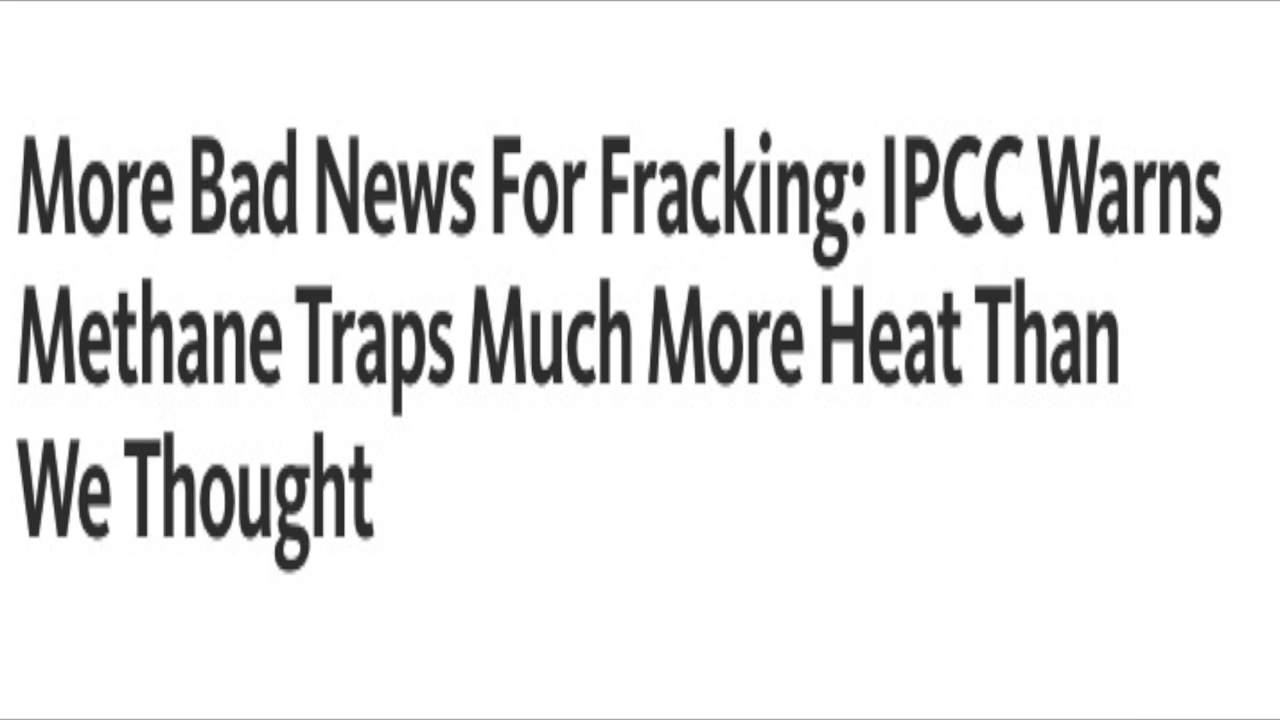 More Bad News For Fracking: IPCC Warns
Methane Traps Much More Heat Than
We Thought